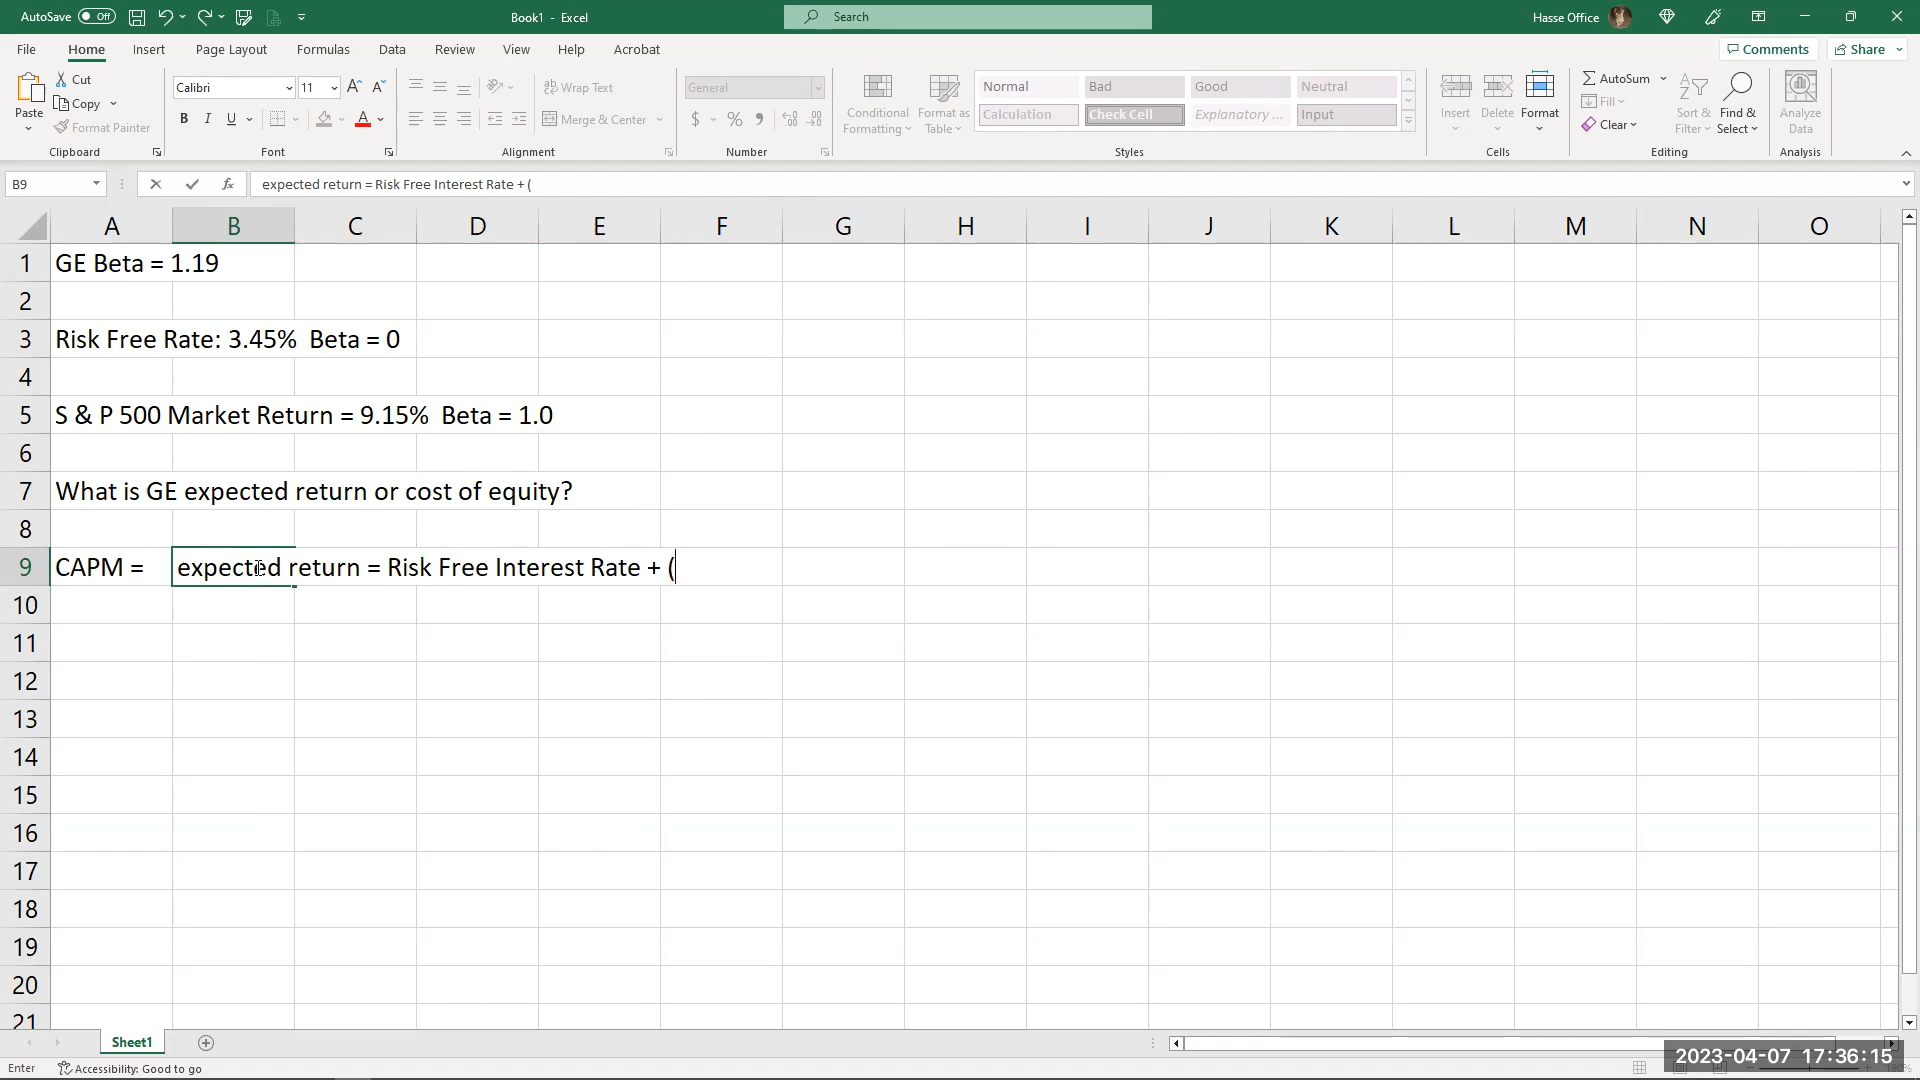 AutoSave Off Book1 - Excel Search Hasse Office
File Home Insert Page Layout Formulas Data Review View Help Acrobat Comments Share
Paste Cut Copy Format Painter Clipboard
Calibri 11 A A B I U A Font
Wrap Text Merge & Center Alignment
General $ % Number
Conditional Formatting Format as Table Normal Bad Good Neutral
Calculation Check Cell Explanatory ... Input Styles
Insert Delete Format Cells
AutoSum Fill Clear Sort & Filter Find & Select Editing
Analyze Data Analysis
B9 fx expected return = Risk Free Interest Rate + (
A B C D E F G H I J K L M N O
1 GE Beta = 1.19
2
3 Risk Free Rate: 3.45%  Beta = 0
4
5 S & P 500 Market Return = 9.15%  Beta = 1.0
6
7 What is GE expected return or cost of equity?
8
9 CAPM = expected return = Risk Free Interest Rate + (
10
11
12
13
14
15
16
17
18
19
20
21
Sheet1
Enter Accessibility: Good to go
2023-04-07 17:36:15